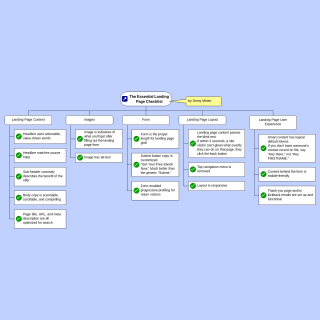 The Essential Landing
Page Checklist
by Ginny Mineo
Landing Page Content
Images
Form
Landing Page Layout
Landing Page User
Experience
Headline uses actionable,
value-driven words
Headline matches source
Hold
Sub-header concisely
describes the benefit of the
offer
Body copy is scannable,
scrollable, and compelling
Page title, URL, and meta
description are all
optimized for search
Image is indicative of
what you'll get after
filling out the landing
page form
Image has alt text
Form is the proper
length for landing page
goal
Submit button copy is
customized
"Get Your Free Ebook
Now" Much better than
the generic "Submit"
Form enabled
progressive profiling for
return visitors
Landing page content passes
the blink test
If within 3 seconds, a site
visitor can't glean what exactly
they can do on that page, they
click the back button
Top navigation menu is
removed
Layout is responsive
Smart content has logical
default values
If you don't have someone's
contact record on file, say
"Hey there," not "Hey
FIRSTNAME."
Content behind the form is
mobile-friendly
Thank you page and/or
kickback emails are set up and
functional